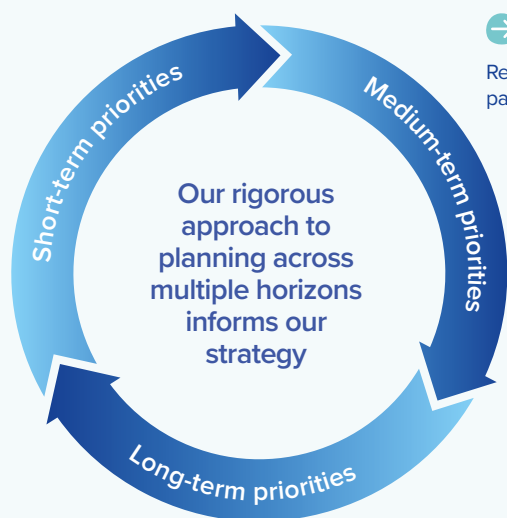 Short-term priorities
Medium-term priorities
Long-term priorities
Our rigorous
approach to
planning across
multiple horizons
informs our
strategy